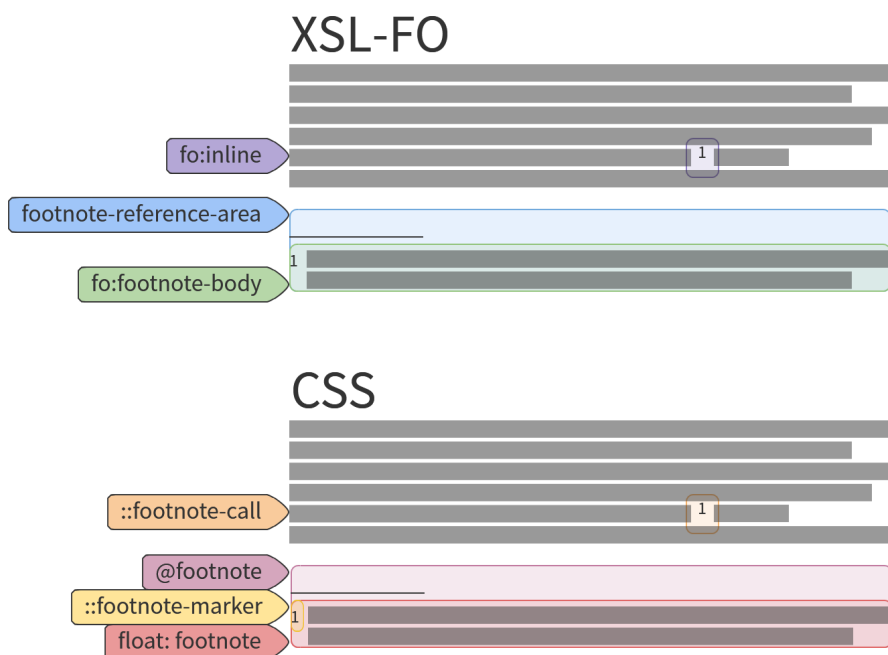 XSL-FO
fo:inline
1
footnote-reference-area
1
fo:footnote-body
CSS
::footnote-call
1
@footnote
::footnote-marker
1
float: footnote